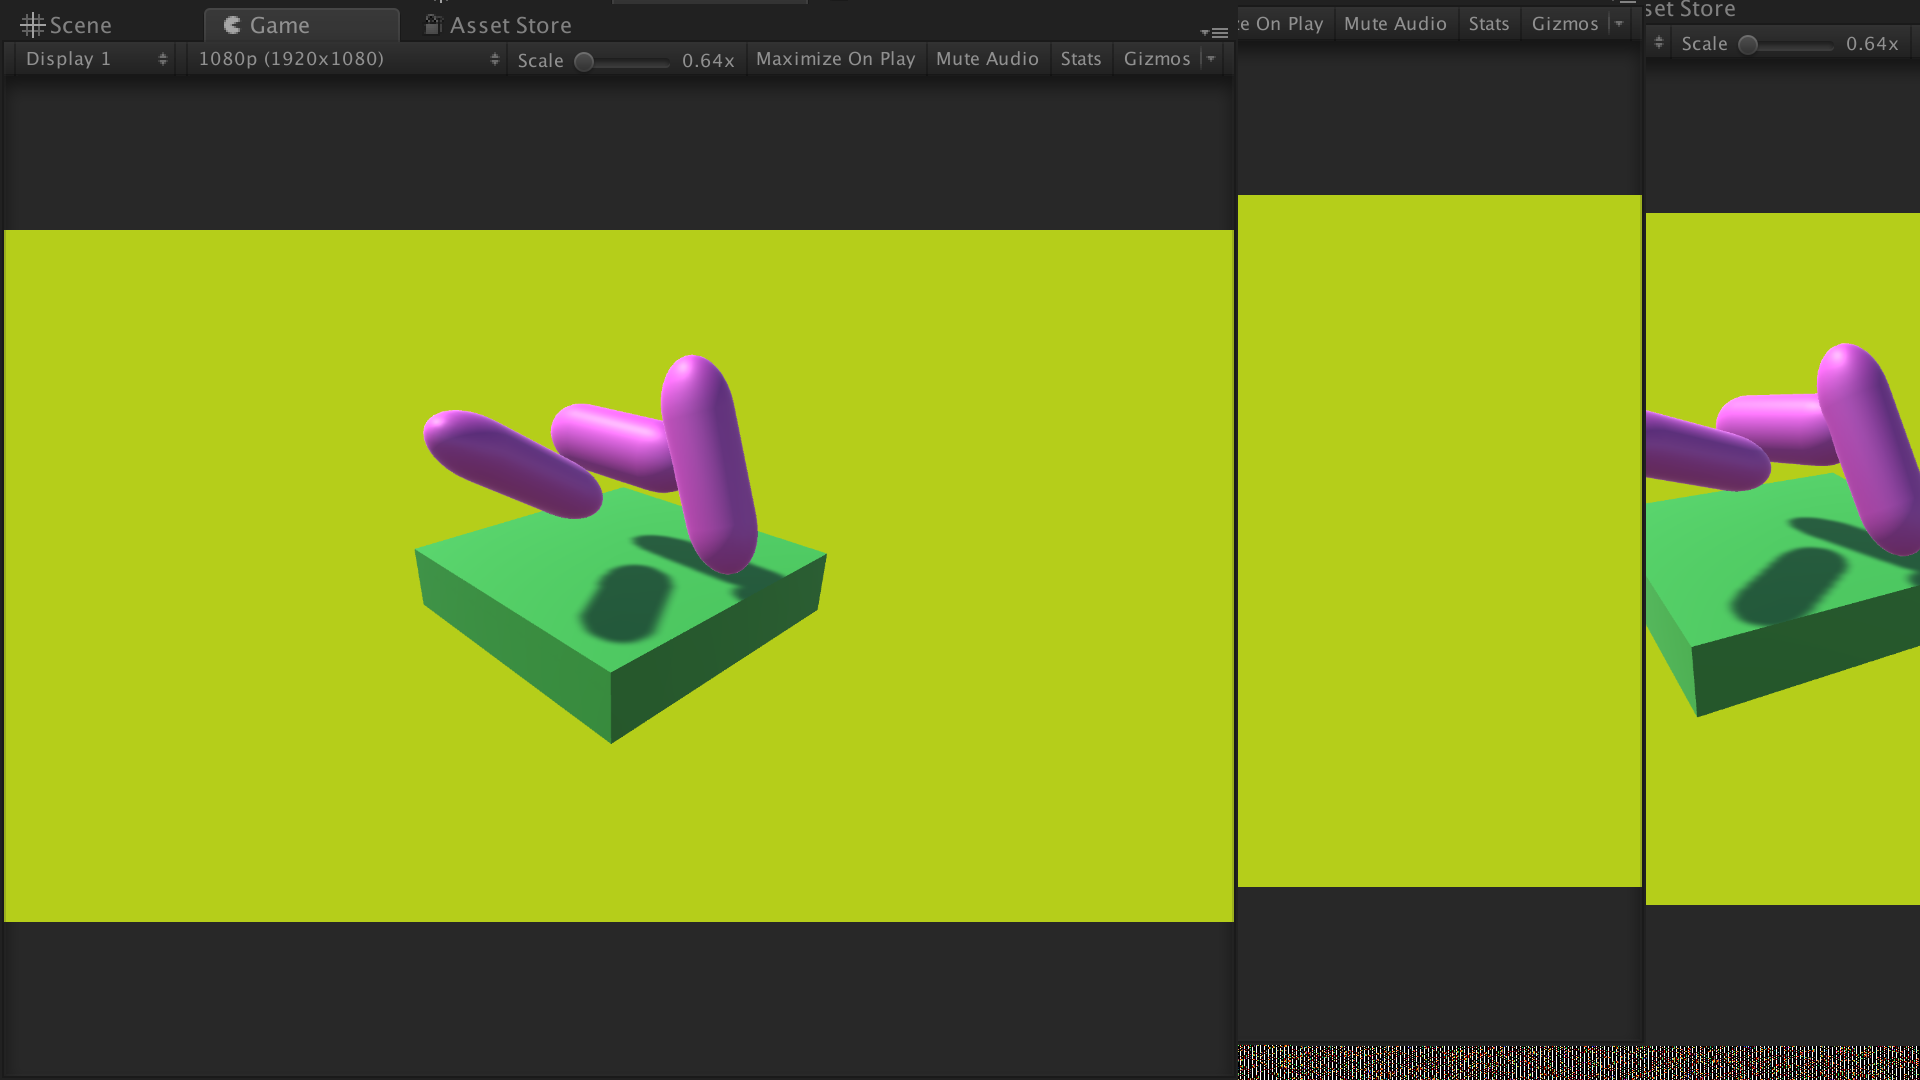 Scene Game Asset Store
Display 1 1080p (1920x1080) Scale 0.64x Maximize On Play Mute Audio Stats Gizmos
On Play Mute Audio Stats Gizmos
Store
Scale 0.64x